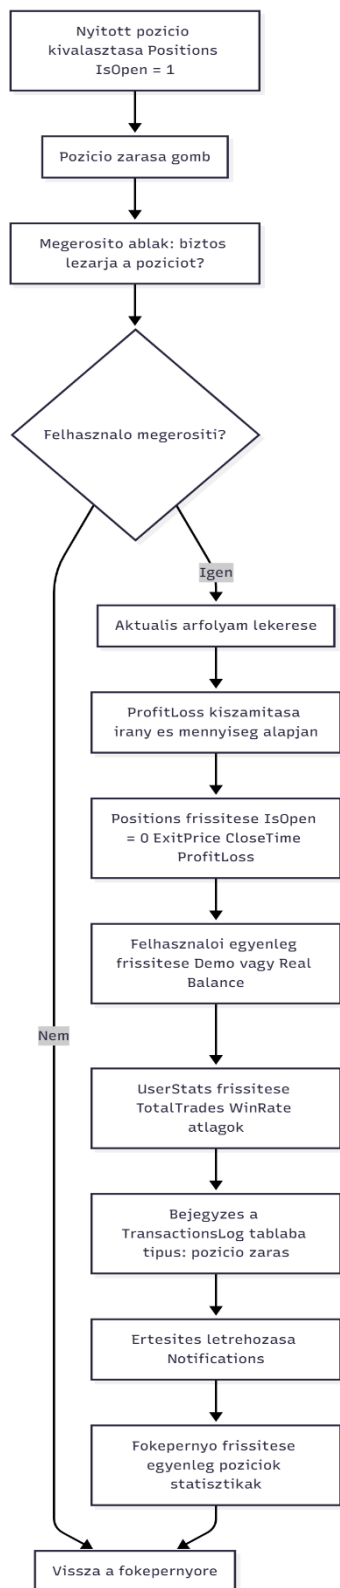 Nyitott pozicio
kivalasztasa Positions
IsOpen = 1
Pozicio zarasa gomb
Megerosito ablak: biztos
lezarja a poziciot?
Felhasznalo megerositi?
Igen
Aktualis arfolyam lekerese
ProfitLoss kiszamitasa
irany es mennyiseg alapjan
Positions frissitese IsOpen
= 0 ExitPrice CloseTime
ProfitLoss
Felhasznaloi egyenleg
frissitese Demo vagy Real
Balance
Nem
UserStats frissitese
TotalTrades WinRate
atlagok
Bejegyzes a
TransactionsLog tablaba
tipus: pozicio zaras
Ertesites letrehozasa
Notifications
Fokepernyo frissitese
egyenleg poziciok
statisztikak
Vissza a fokepernyore